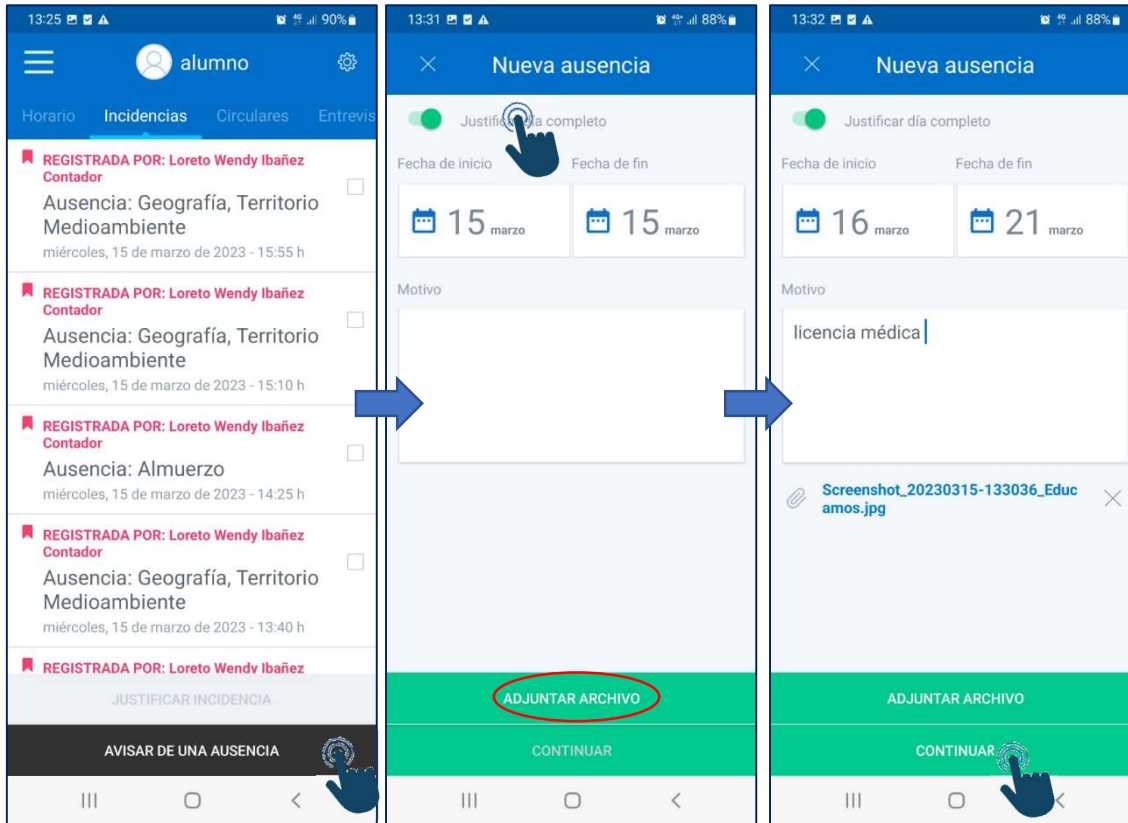 13:25
90%
alumno
Horario Incidencias Circulares Entrevis
REGISTRADA POR: Loreto Wendy Ibañez
Contador
Ausencia: Geografía, Territorio
Medioambiente
miércoles, 15 de marzo de 2023 - 15:55 h
REGISTRADA POR: Loreto Wendy Ibañez
Contador
Ausencia: Geografía, Territorio
Medioambiente
miércoles, 15 de marzo de 2023 - 15:10 h
REGISTRADA POR: Loreto Wendy Ibañez
Contador
Ausencia: Almuerzo
miércoles, 15 de marzo de 2023 - 14:25 h
REGISTRADA POR: Loreto Wendy Ibañez
Contador
Ausencia: Geografía, Territorio
Medioambiente
miércoles, 15 de marzo de 2023 - 13:40 h
REGISTRADA POR: Loreto Wendy Ibañez
JUSTIFICAR INCIDENCIA
AVISAR DE UNA AUSENCIA
13:31
88%
Nueva ausencia
Justificar día completo
Fecha de inicio Fecha de fin
15 marzo 15 marzo
Motivo
ADJUNTAR ARCHIVO
CONTINUAR
13:32
88%
Nueva ausencia
Justificar día completo
Fecha de inicio Fecha de fin
16 marzo 21 marzo
Motivo
licencia médica
Screenshot_20230315-133036_Educ
amos.jpg
ADJUNTAR ARCHIVO
CONTINUAR